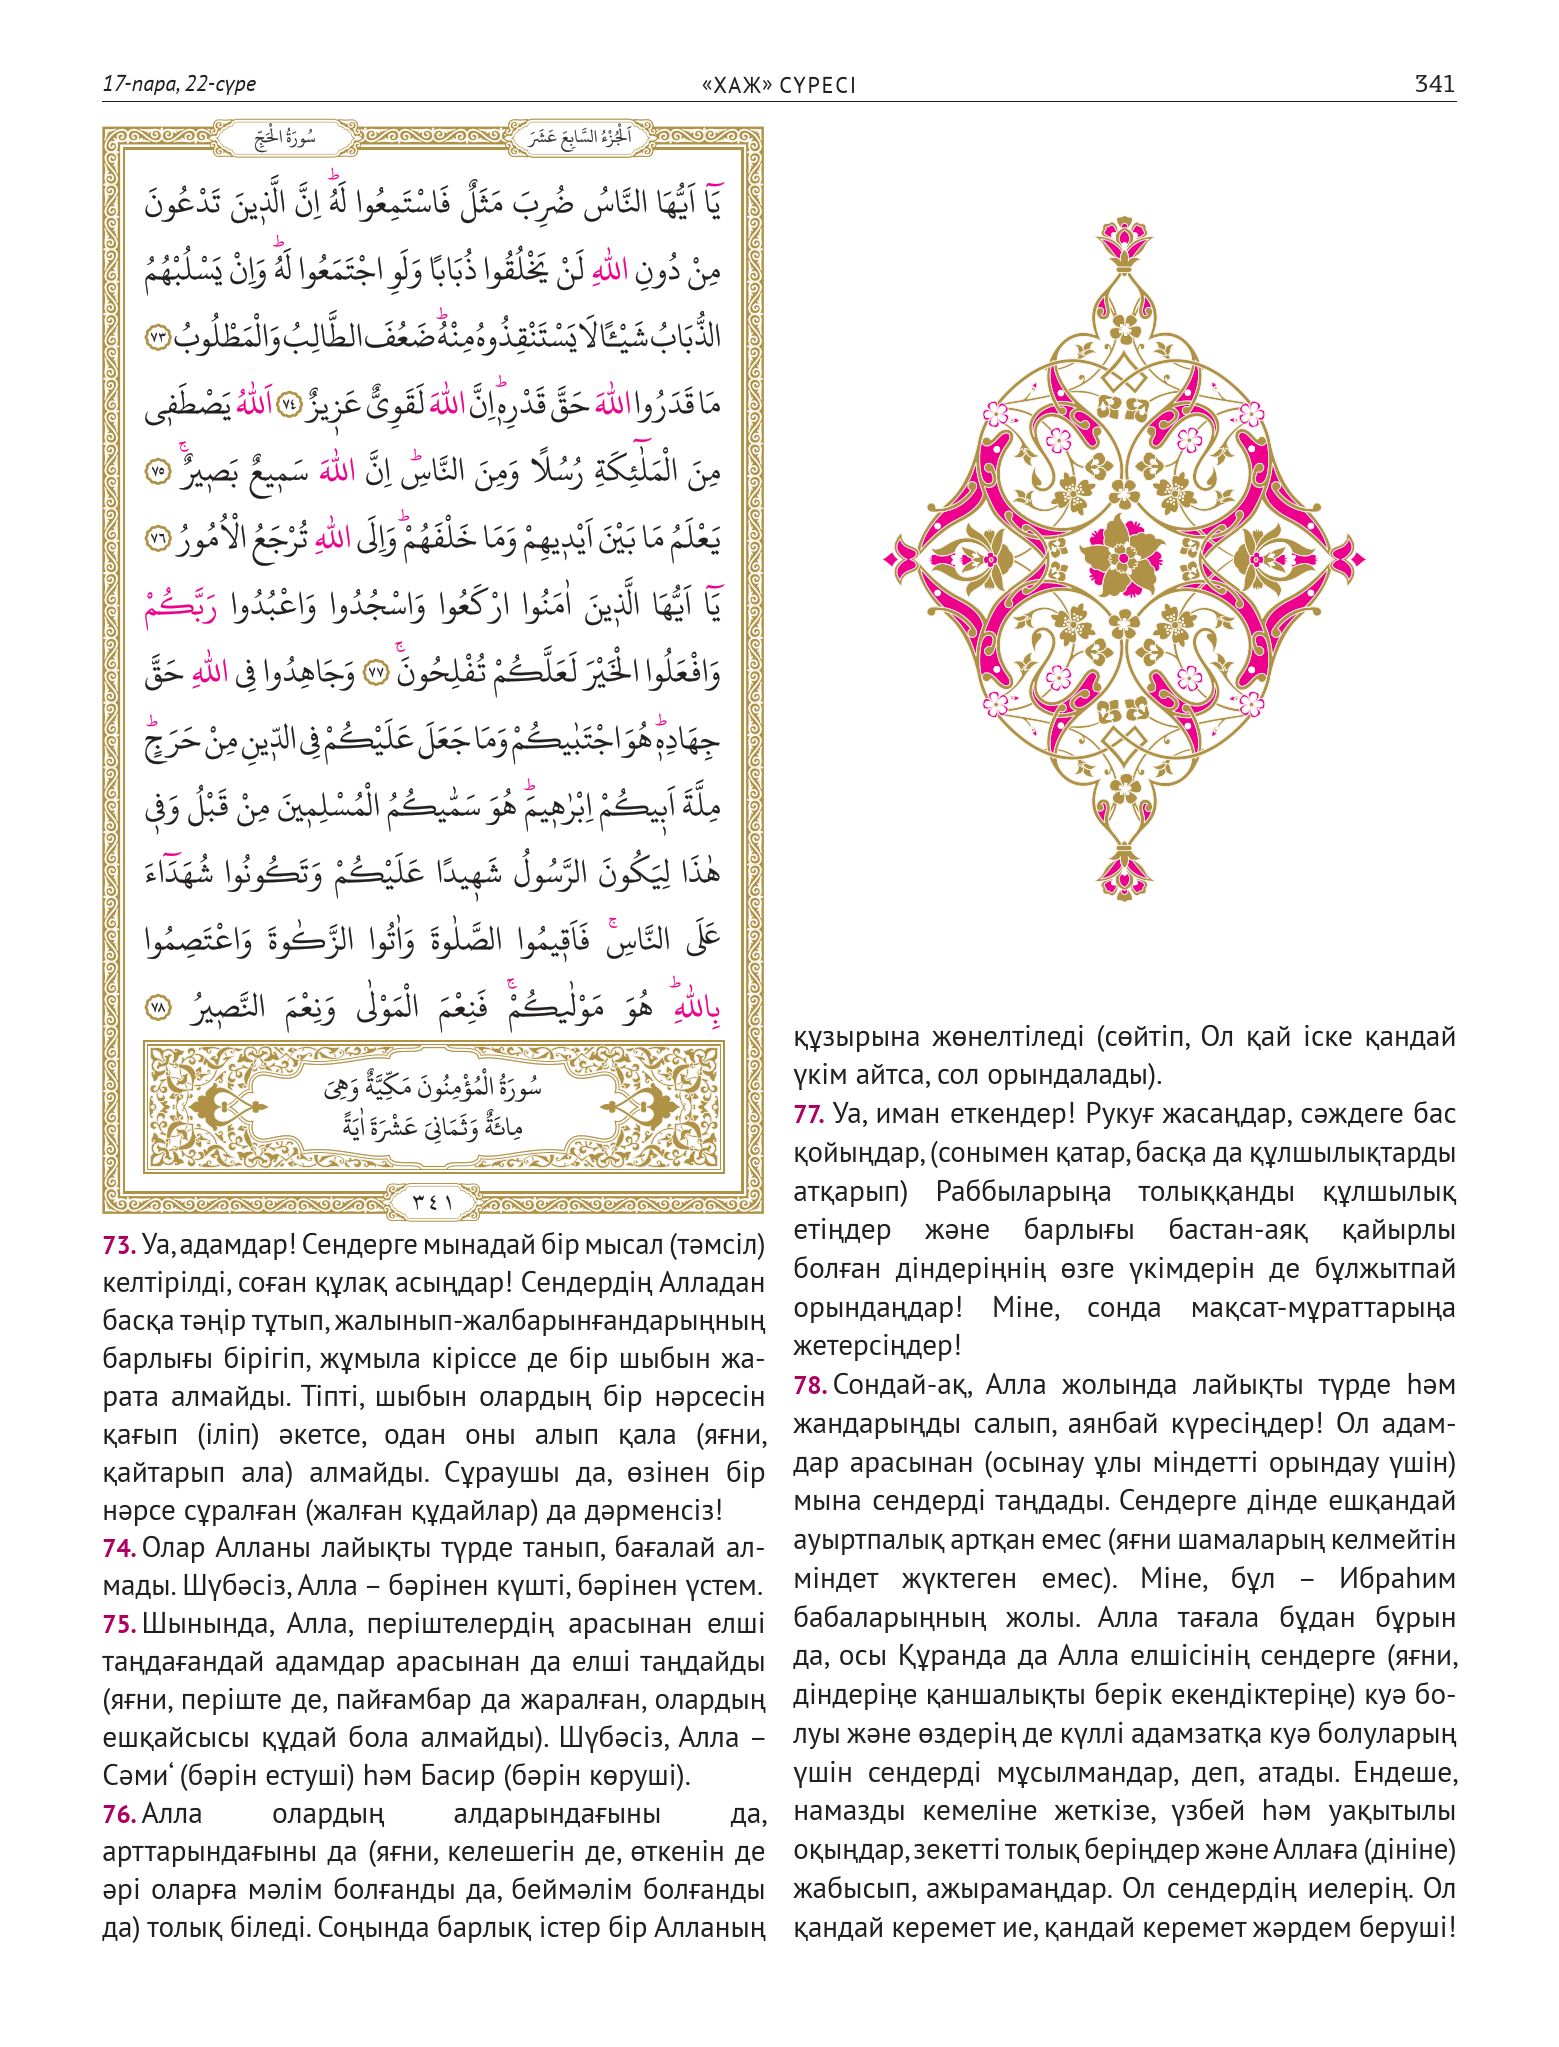 17-пара, 22-сүре
«ХАЖ» СҮРЕСІ
341
اَلْجُزْءُ السَّابِعَ عَشَرَ
سُورَةُ الْحَجِّ
يَٓا اَيُّهَا النَّاسُ ضُرِبَ مَثَلٌ فَاسْتَمِعُوا لَهُۜ اِنَّ الَّذ۪ينَ تَدْعُونَ
مِنْ دُونِ اللّٰهِ لَنْ يَخْلُقُوا ذُبَابًا وَلَوِ اجْتَمَعُوا لَهُۜ وَاِنْ يَسْلُبْهُمُ
الذُّبَابُ شَيْـًٔا لَا يَسْتَنْقِذُوهُ مِنْهُۜ ضَعُفَ الطَّالِبُ وَالْمَطْلُوبُ ٧٣
مَا قَدَرُوا اللّٰهَ حَقَّ قَدْرِه۪ۜ اِنَّ اللّٰهَ لَقَوِيٌّ عَز۪يزٌ ٧٤ اَللّٰهُ يَصْطَف۪ي
مِنَ الْمَلٰٓئِكَةِ رُسُلًا وَمِنَ النَّاسِۜ اِنَّ اللّٰهَ سَم۪يعٌ بَص۪يرٌۚ ٧٥
يَعْلَمُ مَا بَيْنَ اَيْد۪يهِمْ وَمَا خَلْفَهُمْۜ وَاِلَى اللّٰهِ تُرْجَعُ الْاُمُورُ ٧٦
يَٓا اَيُّهَا الَّذ۪ينَ اٰمَنُوا ارْكَعُوا وَاسْجُدُوا وَاعْبُدُوا رَبَّكُمْ
وَافْعَلُوا الْخَيْرَ لَعَلَّكُمْ تُفْلِحُونَۚ ٧٧ وَجَاهِدُوا فِي اللّٰهِ حَقَّ
جِهَادِه۪ۜ هُوَ اجْتَبٰيكُمْ وَمَا جَعَلَ عَلَيْكُمْ فِي الدّ۪ينِ مِنْ حَرَجٍۜ
مِلَّةَ اَب۪يكُمْ اِبْرٰه۪يمَۜ هُوَ سَمّٰيكُمُ الْمُسْلِم۪ينَ مِنْ قَبْلُ وَف۪ي
هٰذَا لِيَكُونَ الرَّسُولُ شَه۪يدًا عَلَيْكُمْ وَتَكُونُوا شُهَدَٓاءَ
عَلَى النَّاسِۚ فَاَق۪يمُوا الصَّلٰوةَ وَاٰتُوا الزَّكٰوةَ وَاعْتَصِمُوا
بِاللّٰهِۜ هُوَ مَوْلٰيكُمْۚ فَنِعْمَ الْمَوْلٰى وَنِعْمَ النَّص۪يرُ ٧٨
سُورَةُ الْمُؤْمِنُونَ مَكِّيَّةٌ وَهِيَ
مِائَةٌ وَثَمَانِيَ عَشْرَةَ اٰيَةً
٣٤١
73. Уа, адамдар! Сендерге мынадай бір мысал (тәмсіл)
келтірілді, соған құлақ асыңдар! Сендердің Алладан
басқа тәңір тұтып, жалынып-жалбарынғандарыңның
барлығы бірігіп, жұмыла кіріссе де бір шыбын жа-
рата алмайды. Тіпті, шыбын олардың бір нәрсесін
қағып (іліп) әкетсе, одан оны алып қала (яғни,
қайтарып ала) алмайды. Сұраушы да, өзінен бір
нәрсе сұралған (жалған құдайлар) да дәрменсіз!
74. Олар Алланы лайықты түрде танып, бағалай ал-
мады. Шүбәсіз, Алла – бәрінен күшті, бәрінен үстем.
75. Шынында, Алла, періштелердің арасынан елші
таңдағандай адамдар арасынан да елші таңдайды
(яғни, періште де, пайғамбар да жаралған, олардың
ешқайсысы құдай бола алмайды). Шүбәсіз, Алла –
Сәми‘ (бәрін естуші) һәм Басир (бәрін көруші).
76. Алла олардың алдарындағыны да,
арттарындағыны да (яғни, келешегін де, өткенін де
әрі оларға мәлім болғанды да, беймәлім болғанды
да) толық біледі. Соңында барлық істер бір Алланың
құзырына жөнелтіледі (сөйтіп, Ол қай іске қандай
үкім айтса, сол орындалады).
77. Уа, иман еткендер! Рукуғ жасаңдар, сәждеге бас
қойыңдар, (сонымен қатар, басқа да құлшылықтарды
атқарып) Раббыларыңа толыққанды құлшылық
етіңдер және барлығы бастан-аяқ қайырлы
болған діндеріңнің өзге үкімдерін де бұлжытпай
орындаңдар! Міне, сонда мақсат-мұраттарыңа
жетерсіңдер!
78. Сондай-ақ, Алла жолында лайықты түрде һәм
жандарыңды салып, аянбай күресіңдер! Ол адам-
дар арасынан (осынау ұлы міндетті орындау үшін)
мына сендерді таңдады. Сендерге дінде ешқандай
ауыртпалық артқан емес (яғни шамаларың келмейтін
міндет жүктеген емес). Міне, бұл – Ибраһим
бабаларыңның жолы. Алла тағала бұдан бұрын
да, осы Құранда да Алла елшісінің сендерге (яғни,
діндеріңе қаншалықты берік екендіктеріңе) куә бо-
луы және өздерің де күллі адамзатқа куә болуларың
үшін сендерді мұсылмандар, деп, атады. Ендеше,
намазды кемеліне жеткізе, үзбей һәм уақытылы
оқыңдар, зекетті толық беріңдер және Аллаға (дініне)
жабысып, ажырамаңдар. Ол сендердің иелерің. Ол
қандай керемет ие, қандай керемет жәрдем беруші!